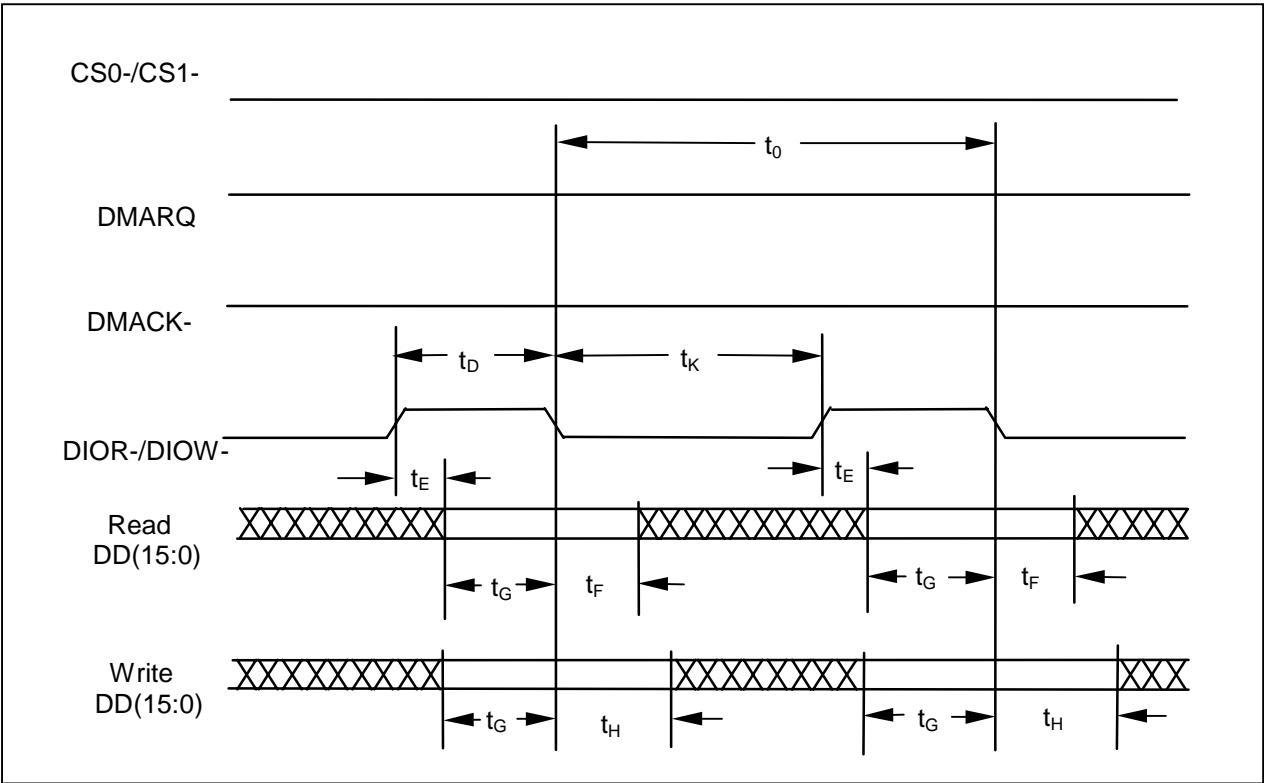 CS0-/CS1-
t0
DMARQ
DMACK-
tD
tK
DIOR-/DIOW-
tE
tE
Read
DD(15:0)
tG
tF
tG
tF
Write
DD(15:0)
tG
tH
tG
tH